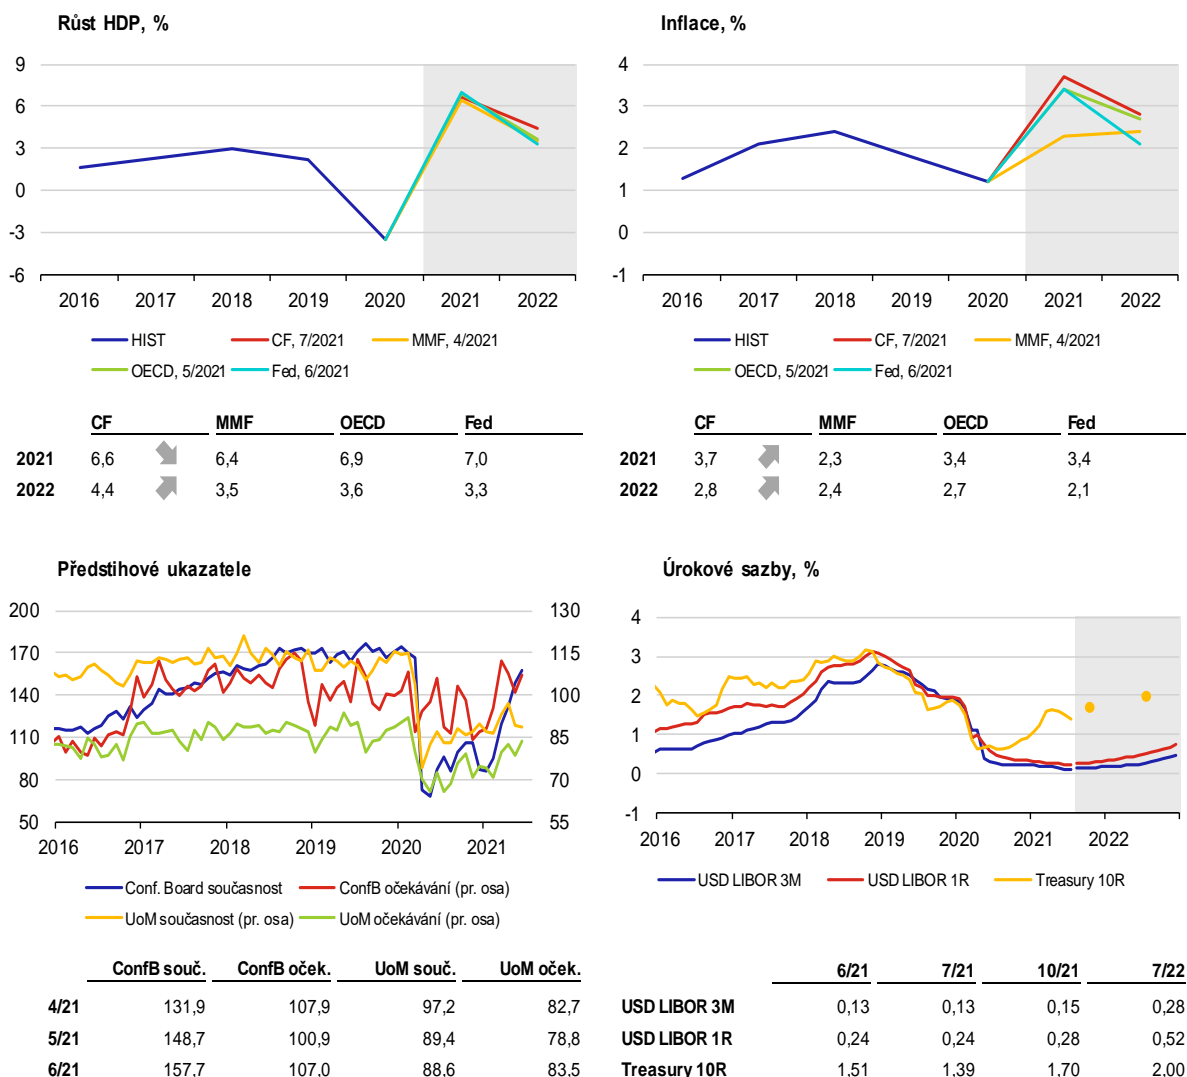 Růst HDP, %
9
6
3
0
-3
-6
2016 2017 2018 2019 2020 2021 2022
HIST CF, 7/2021 MMF, 4/2021
OECD, 5/2021 Fed, 6/2021
CF MMF OECD Fed
2021 6,6 6,4 6,9 7,0
2022 4,4 3,5 3,6 3,3
Inflace, %
4
3
2
1
0
-1
2016 2017 2018 2019 2020 2021 2022
HIST CF, 7/2021 MMF, 4/2021
OECD, 5/2021 Fed, 6/2021
CF MMF OECD Fed
2021 3,7 2,3 3,4 3,4
2022 2,8 2,4 2,7 2,1
Předstihové ukazatele
200 130
170 115
140 100
110 85
80 70
50 55
2016 2017 2018 2019 2020 2021
Conf. Board současnost ConfB očekávání (pr. osa)
UoM současnost (pr. osa) UoM očekávání (pr. osa)
ConfB souč. ConfB oček. UoM souč. UoM oček.
4/21 131,9 107,9 97,2 82,7
5/21 148,7 100,9 89,4 78,8
6/21 157,7 107,0 88,6 83,5
Úrokové sazby, %
4
3
2
1
0
-1
2016 2017 2018 2019 2020 2021 2022
USD LIBOR 3M USD LIBOR 1R Treasury 10R
6/21 7/21 10/21 7/22
USD LIBOR 3M 0,13 0,13 0,15 0,28
USD LIBOR 1R 0,24 0,24 0,28 0,52
Treasury 10R 1,51 1,39 1,70 2,00